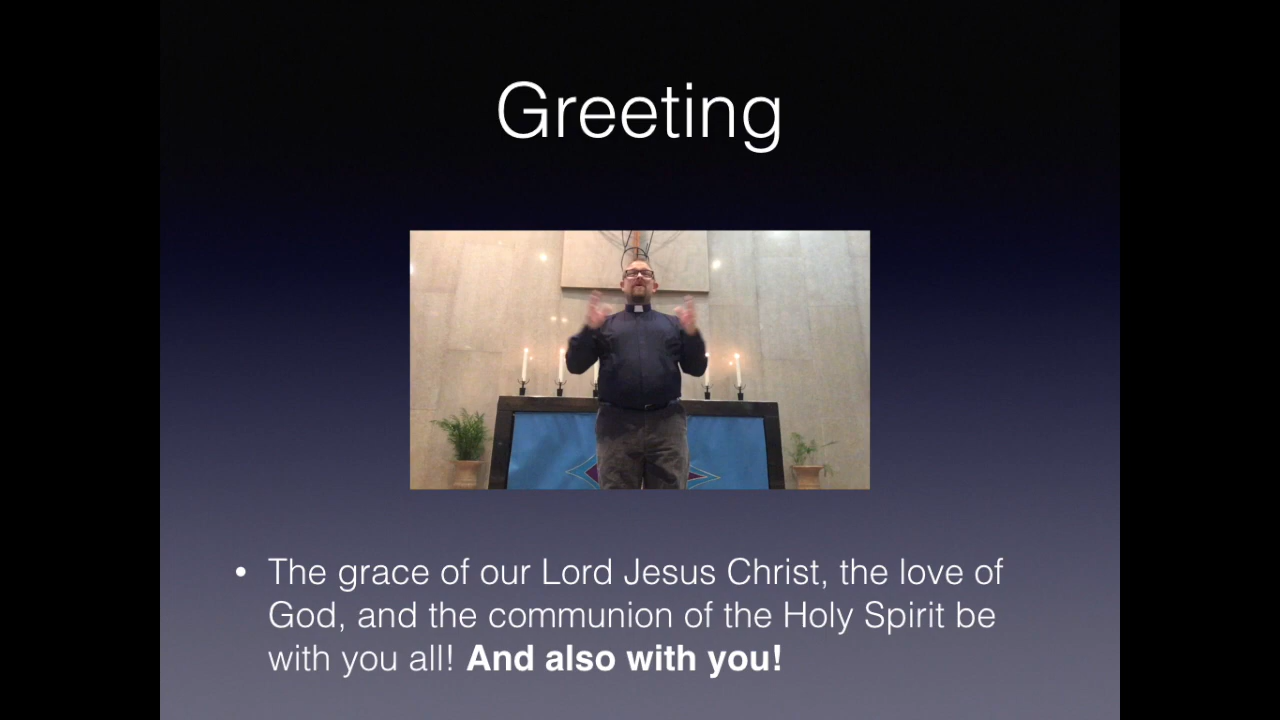 Greeting
• The grace of our Lord Jesus Christ, the love of
God, and the communion of the Holy Spirit be
with you all! And also with you!